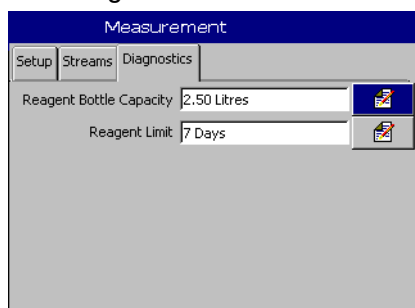 Measurement
Setup Streams Diagnostics
Reagent Bottle Capacity 2.50 Litres
Reagent Limit 7 Days